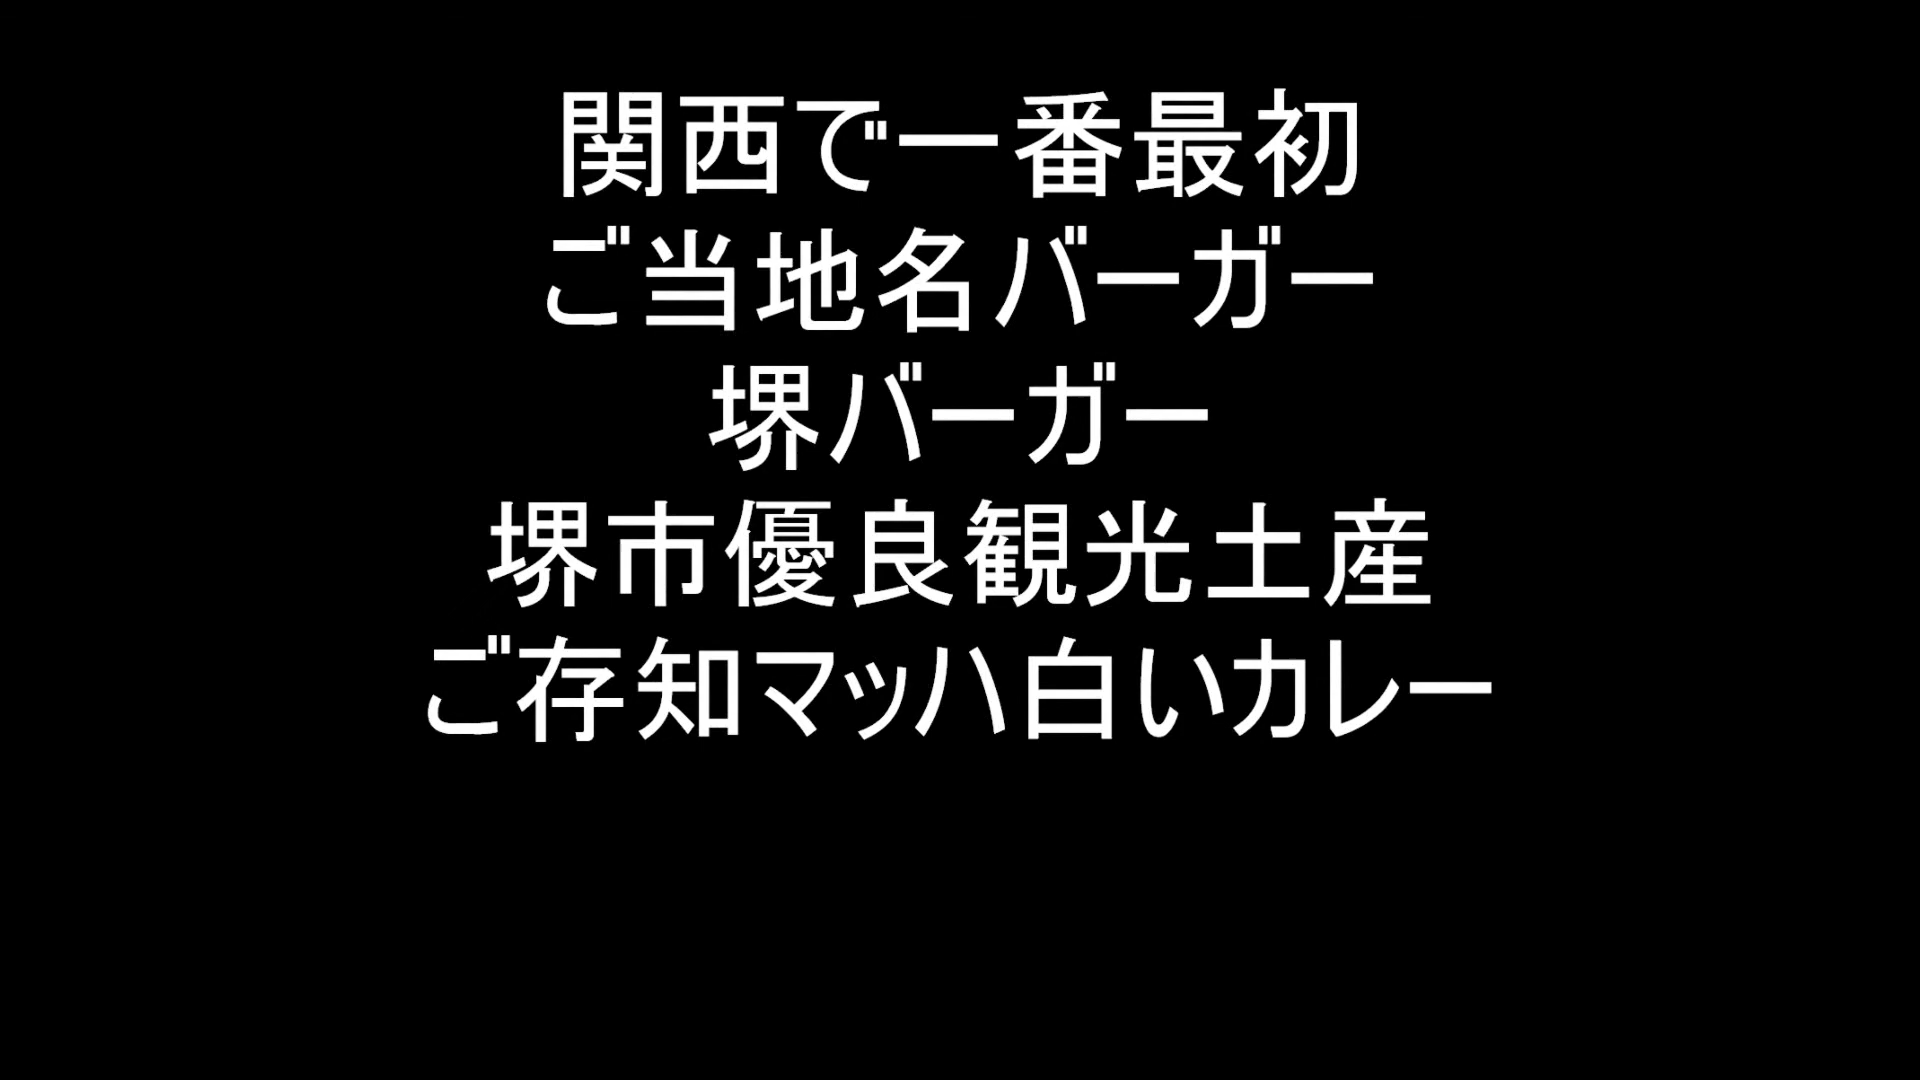 関西で一番最初
ご当地名バーガー
堺バーガー
堺市優良観光土産
ご存知マッハ白いカレー